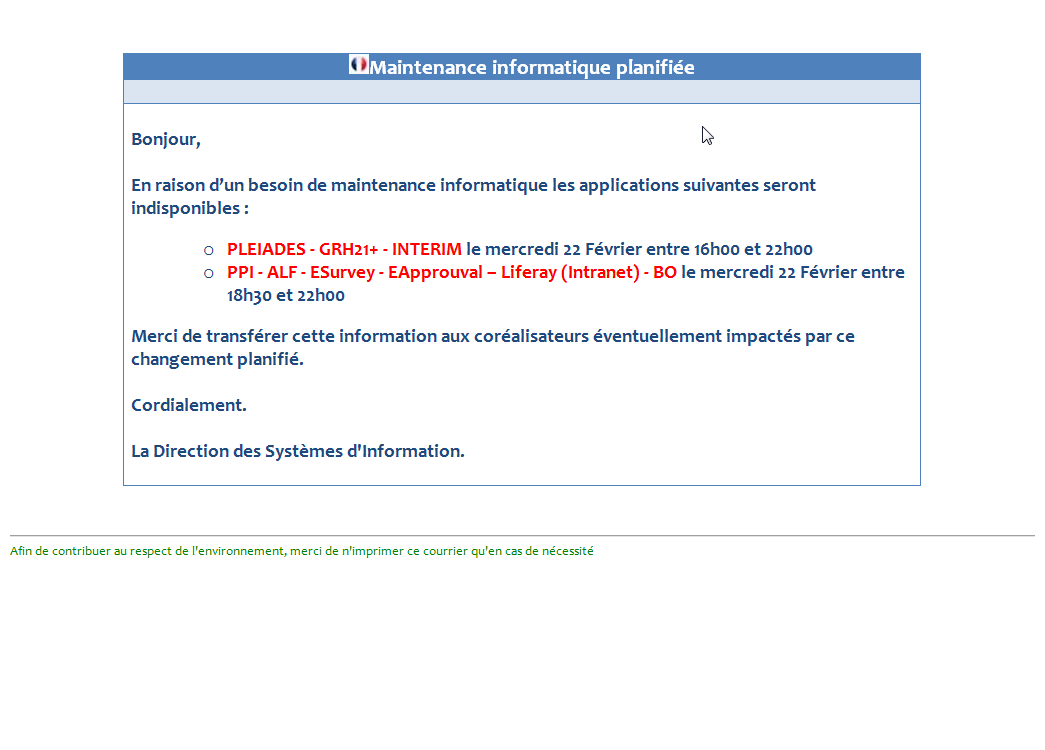 Maintenance informatique planifiée
Bonjour,
En raison d’un besoin de maintenance informatique les applications suivantes seront
indisponibles :
o PLEIADES - GRH21+ - INTERIM le mercredi 22 Février entre 16h00 et 22h00
o PPI - ALF - ESurvey - EApprouval – Liferay (Intranet) - BO le mercredi 22 Février entre
18h30 et 22h00
Merci de transférer cette information aux coréalisateurs éventuellement impactés par ce
changement planifié.
Cordialement.
La Direction des Systèmes d'Information.
Afin de contribuer au respect de l'environnement, merci de n'imprimer ce courrier qu'en cas de nécessité